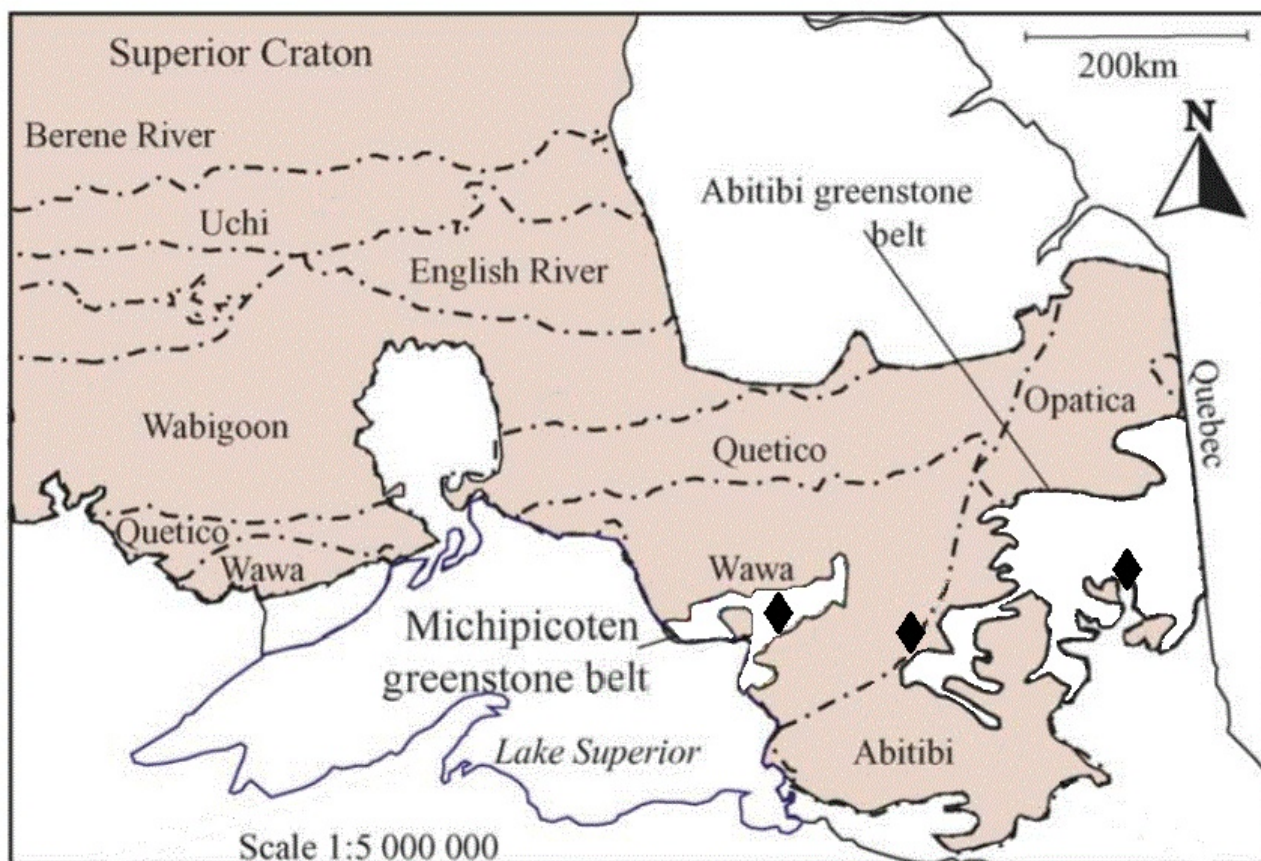 Superior Craton
200km
N
Berene River
Abitibi greenstone
belt
Uchi
English River
Quebec
Opatica
Wabigoon
Quetico
Quetico
Wawa
Wawa
Michipicoten
greenstone belt
Lake Superior
Abitibi
Scale 1:5 000 000